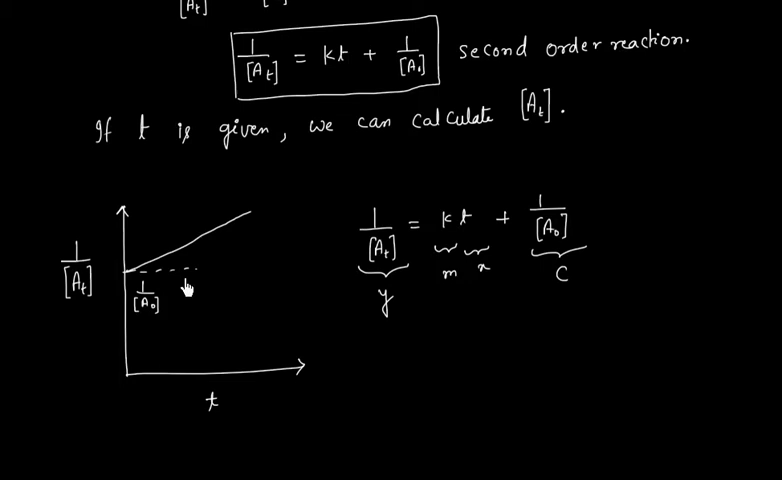 [At]
1/[At] = kt + 1/[A0] second order reaction.
If t is given, we can calculate [At].
1/[At] = kt + 1/[A0]
m x
y
C
1/[At]
1/[A0]
t